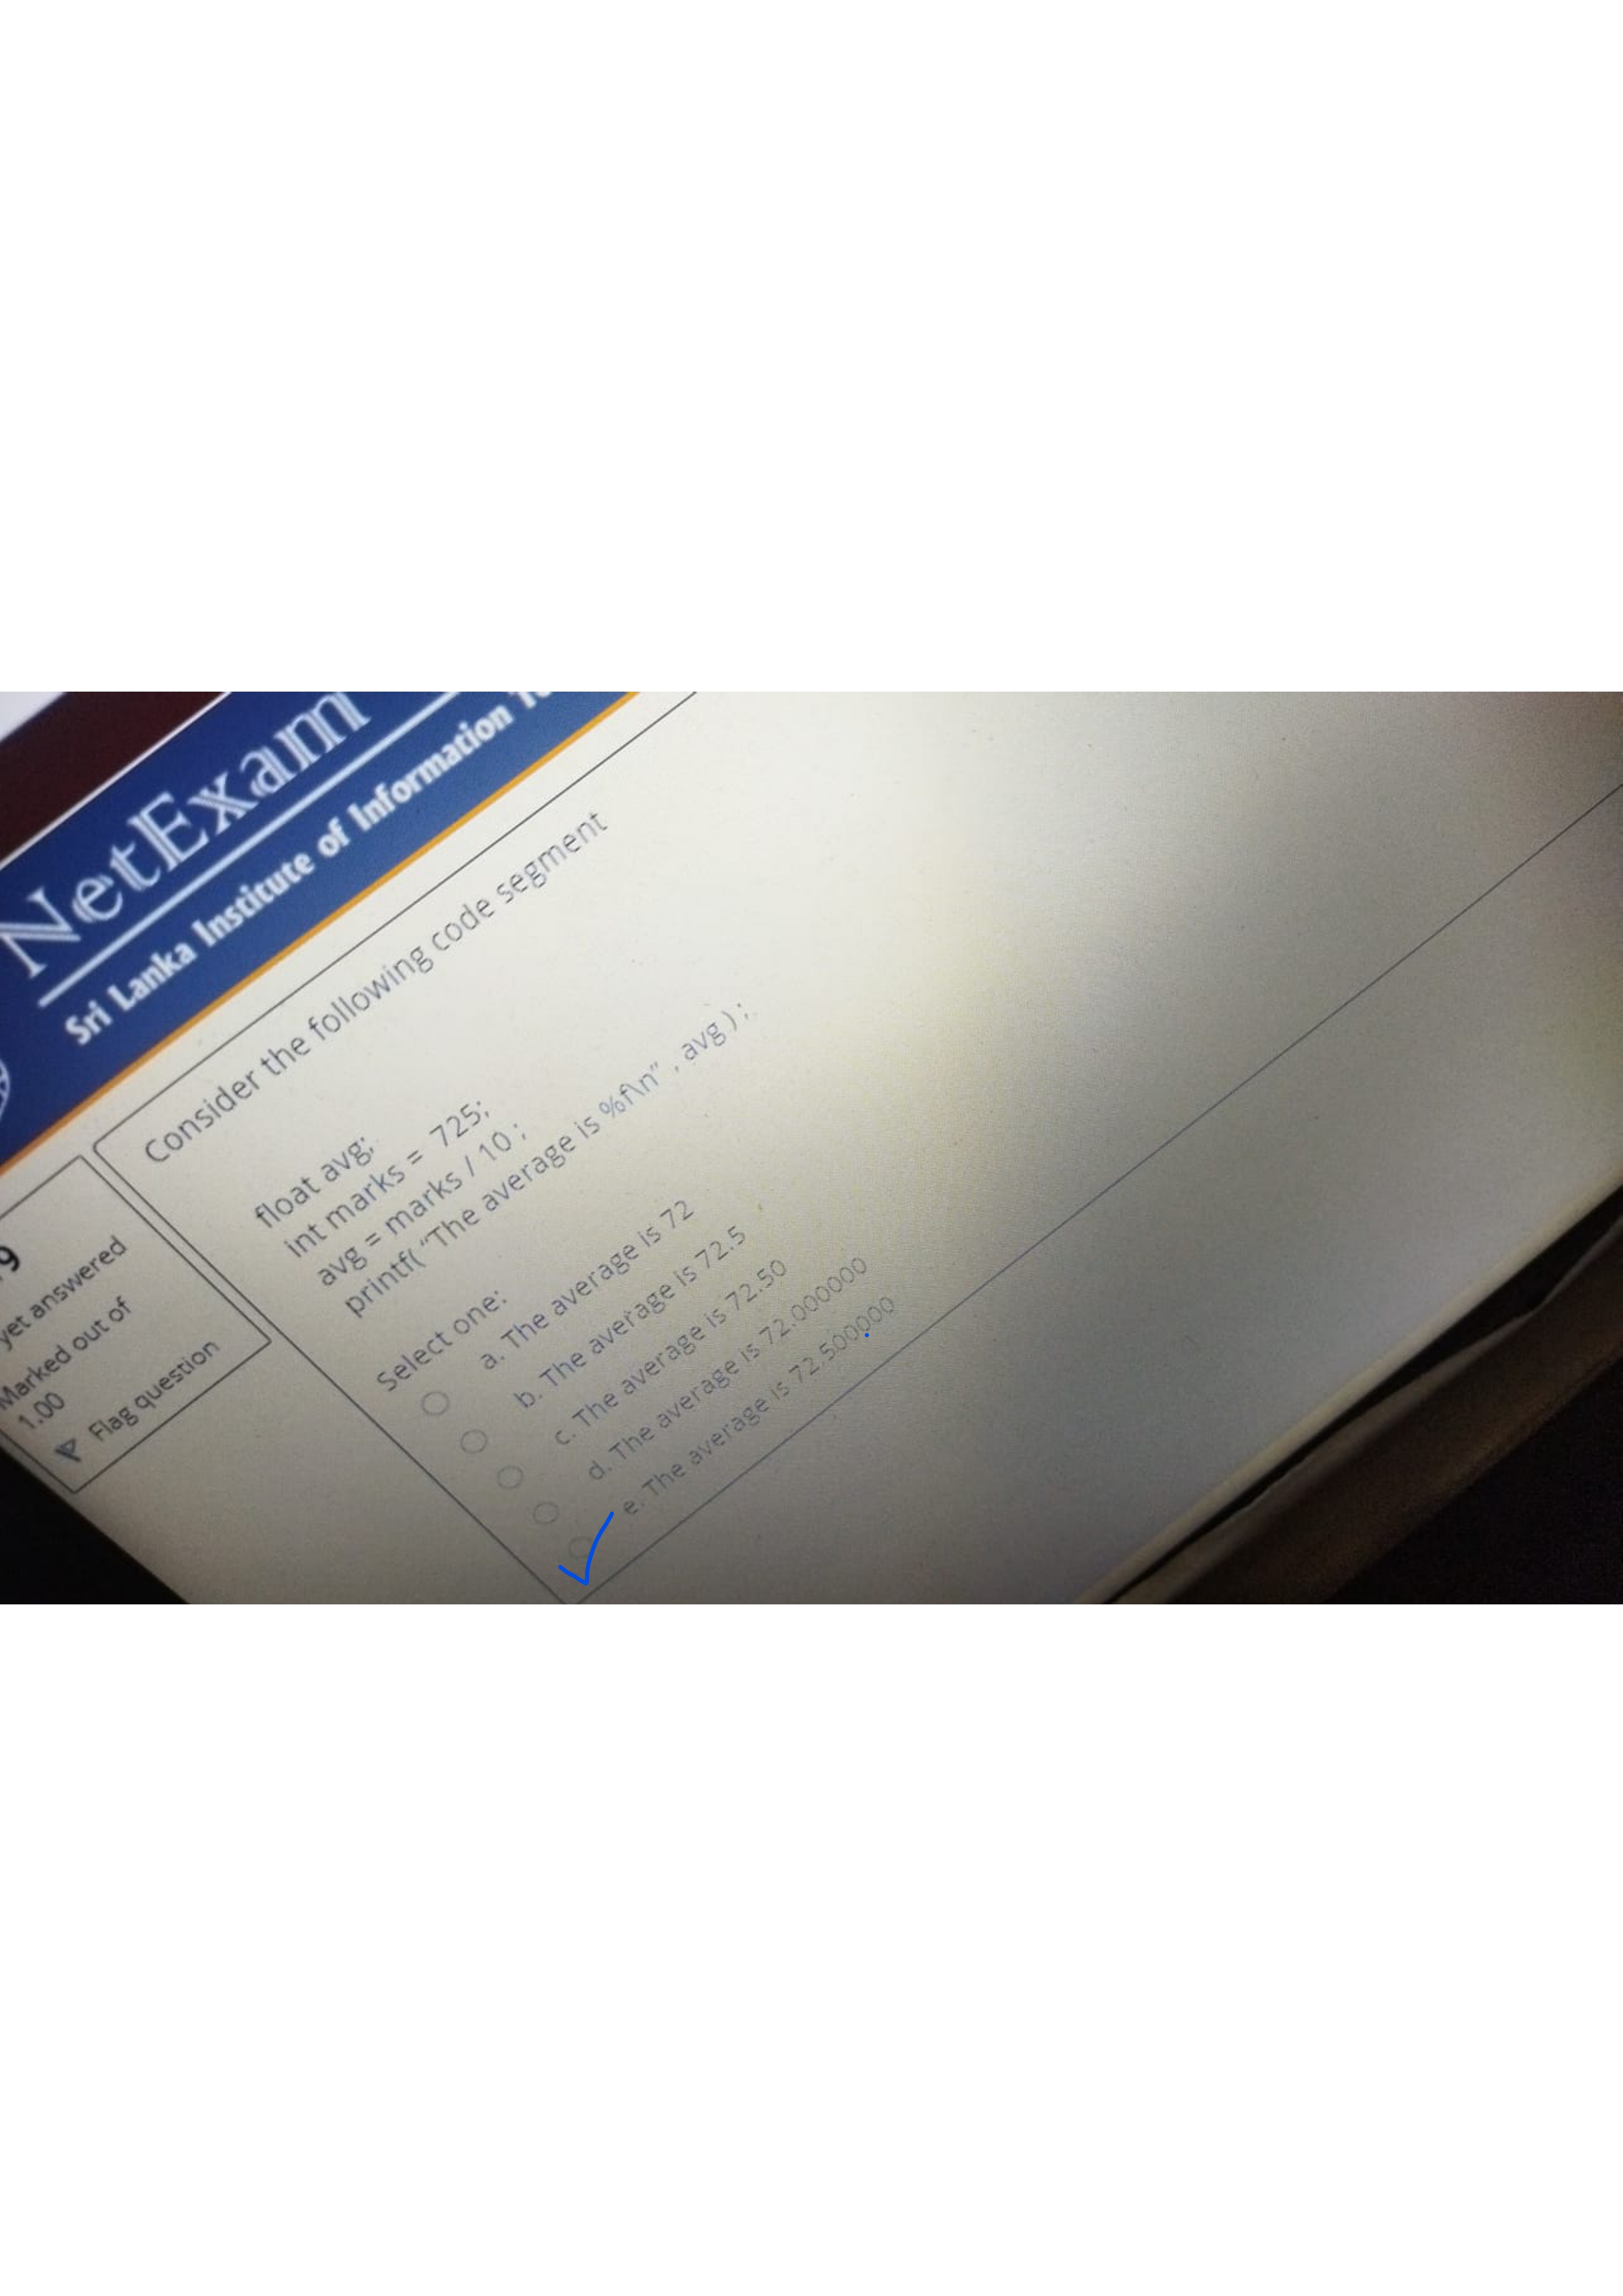 NetExam
Sri Lanka Institute of Information
9
yet answered
Marked out of
1.00
Flag question
Consider the following code segment
float avg;
int marks = 725;
avg = marks / 10 ;
printf( “The average is %f\n” , avg ) ;
Select one:
a. The average is 72
b. The average is 72.5
c. The average is 72.50
d. The average is 72.000000
e. The average is 72.500000